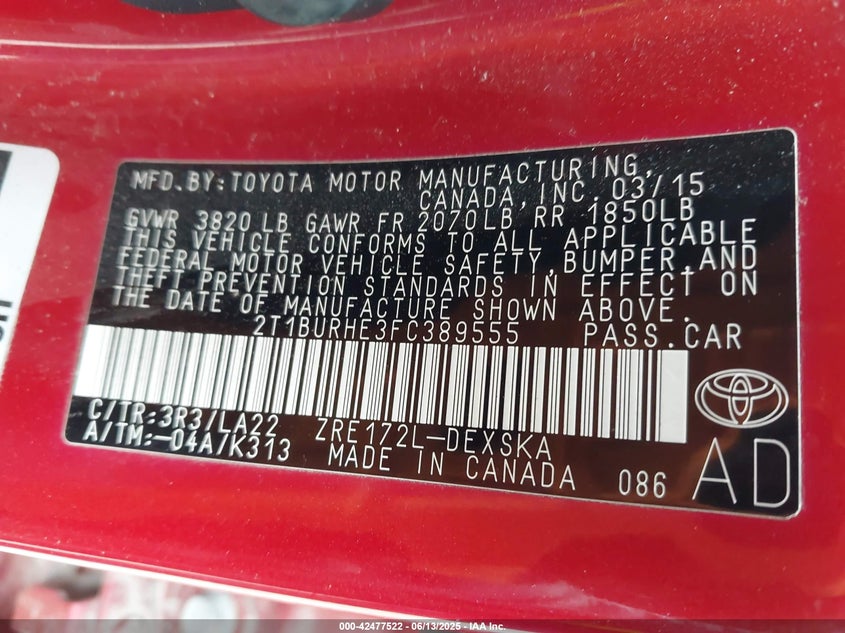 MFD.BY:TOYOTA MOTOR MANUFACTURING,
CANADA,INC. 03/15
GVWR 3820LB GAWR FR 2070LB RR 1850LB
THIS VEHICLE CONFORMS TO ALL APPLICABLE
FEDERAL MOTOR VEHICLE SAFETY,BUMPER,AND
THEFT PREVENTION STANDARDS IN EFFECT ON
THE DATE OF MANUFACTURE SHOWN ABOVE.
2T1BURHE3FC389555 PASS.CAR
C/TR:3R3/LA22 ZRE172L-DEXSKA
A/TM:-04A/K313 MADE IN CANADA 086 AD
000-42477522 - 06/13/2025 - IAA Inc.